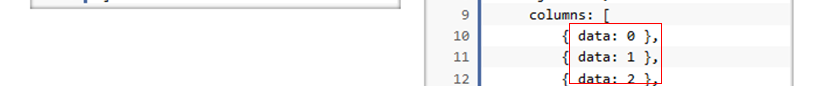 9 columns: [
10 { data: 0 },
11 { data: 1 },
12 { data: 2 },